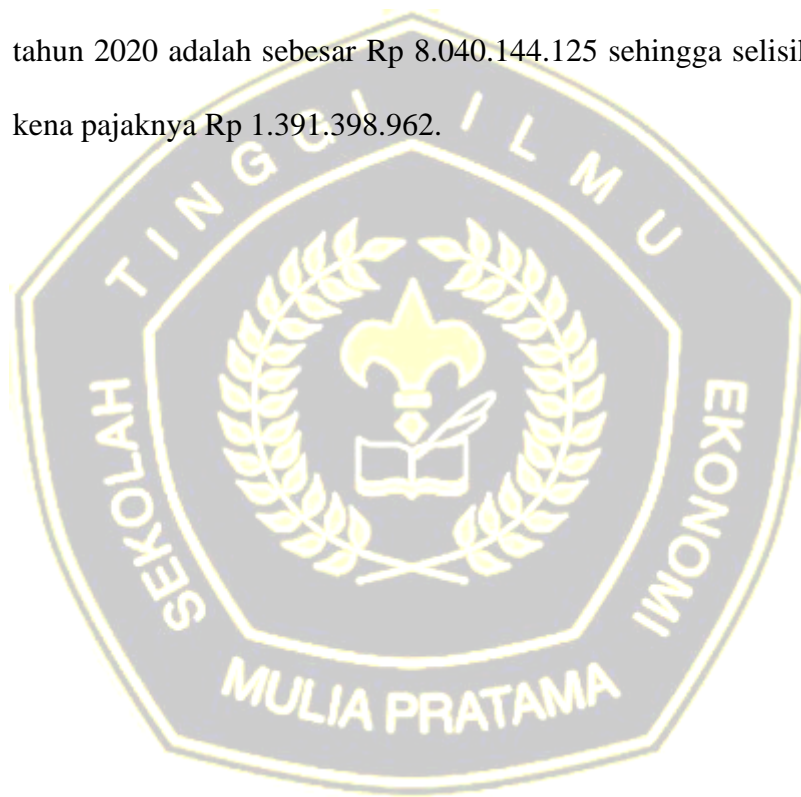 tahun 2020 adalah sebesar Rp 8.040.144.125 sehingga
kena pajaknya Rp 1.391.398.962.
SEKOLAH TINGGI ILMU EKONOMI
MULIA PRATAMA